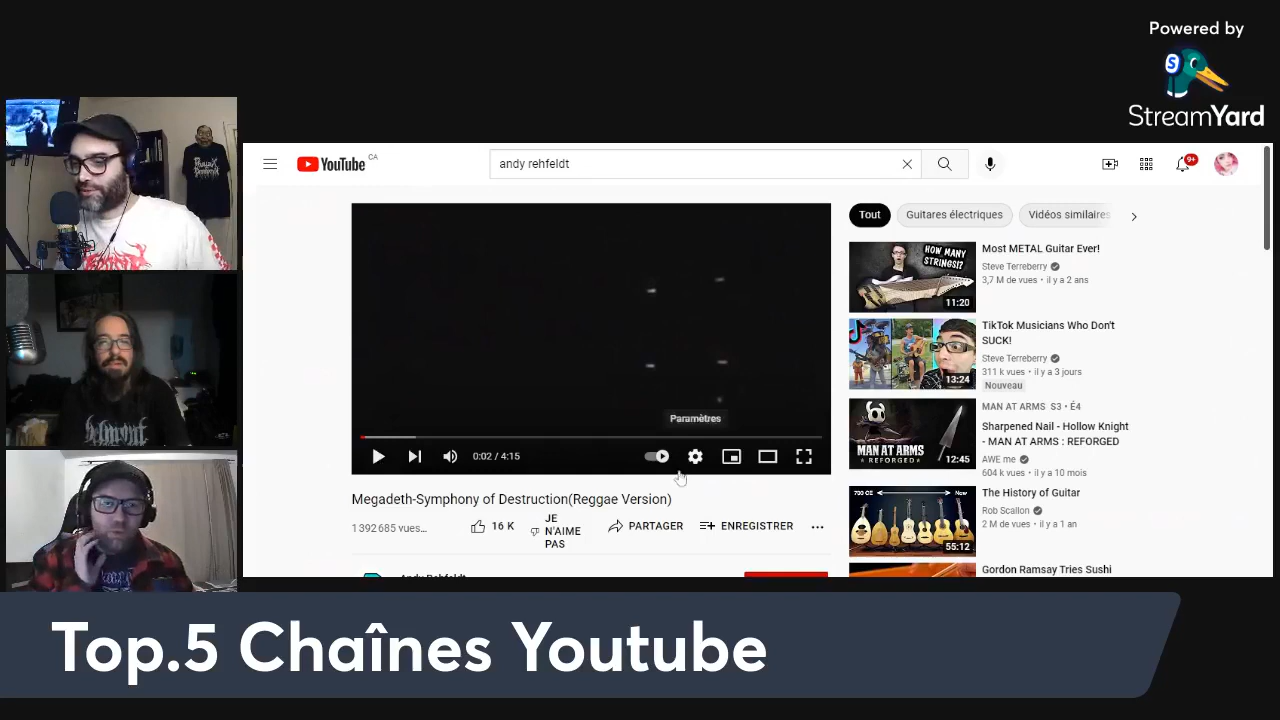 Powered by
StreamYard
YouTube CA
andy rehfeldt
9+
Tout
Guitares électriques
Vidéos similaires
Paramètres
0:02 / 4:15
Megadeth-Symphony of Destruction(Reggae Version)
1 392 685 vues...
16 K
JE
N'AIME
PAS
PARTAGER
ENREGISTRER
Andy Rehfeldt
HOW MANY
STRINGS!?
11:20
Most METAL Guitar Ever!
Steve Terreberry
3,7 M de vues • il y a 2 ans
13:24
TikTok Musicians Who Don't
SUCK!
Steve Terreberry
311 k vues • il y a 3 jours
Nouveau
MAN AT ARMS
REFORGED
12:45
MAN AT ARMS S3 • É4
Sharpened Nail - Hollow Knight
- MAN AT ARMS : REFORGED
AWE me
604 k vues • il y a 10 mois
700 CE
Now
55:12
The History of Guitar
Rob Scallon
2 M de vues • il y a 1 an
Gordon Ramsay Tries Sushi
Top.5 Chaînes Youtube